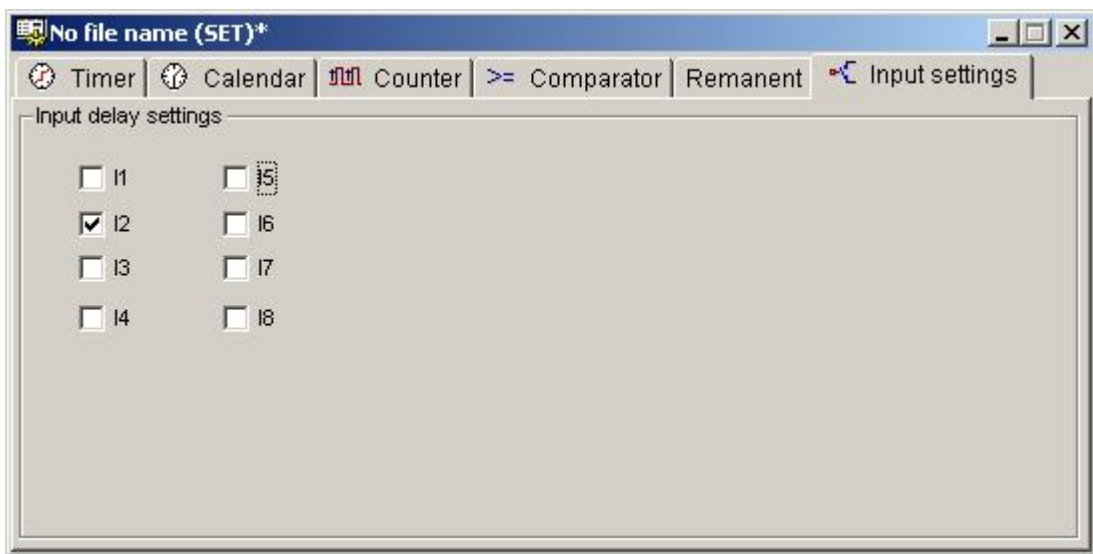 No file name (SET)*
Timer Calendar Counter >= Comparator Remanent Input settings
Input delay settings
I1 I5
I2 I6
I3 I7
I4 I8